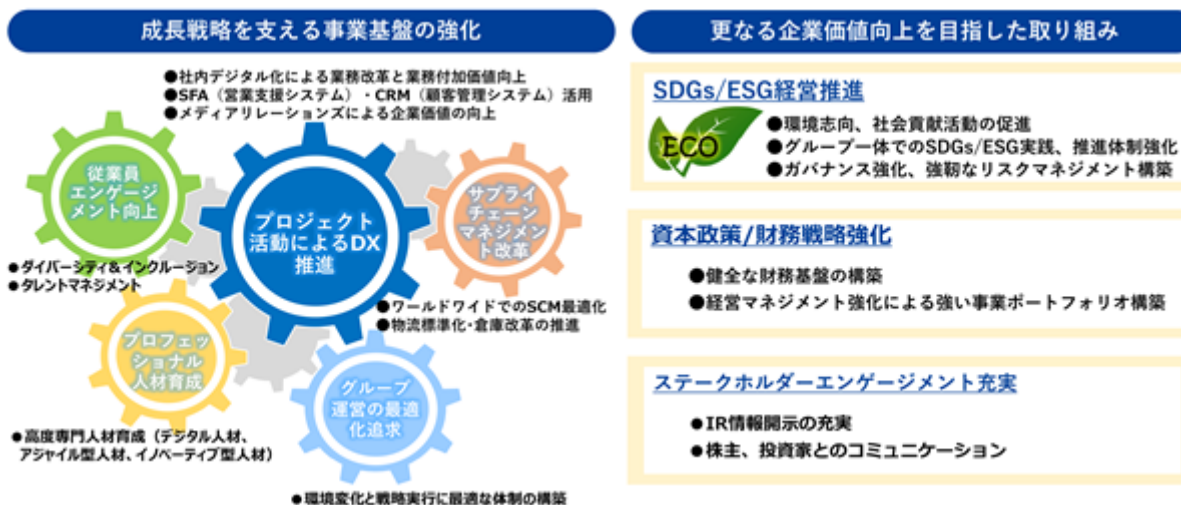 成長戦略を支える事業基盤の強化
●社内デジタル化による業務改革と業務付加価値向上
●SFA（営業支援システム）・CRM（顧客管理システム）活用
●メディアリレーションズによる企業価値の向上
従業員
エンゲージ
メント向上
●ダイバーシティ&インクルージョン
●タレントマネジメント
プロジェクト
活動によるDX
推進
サプライ
チェーン
マネジメン
ト改革
●ワールドワイドでのSCM最適化
●物流標準化・倉庫改革の推進
プロフェッ
ショナル
人材育成
●高度専門人材育成（デジタル人材、
アジャイル型人材、イノベーティブ型人材）
グループ
運営の最適
化追求
●環境変化と戦略実行に最適な体制の構築
更なる企業価値向上を目指した取り組み
SDGs/ESG経営推進
ECO
●環境志向、社会貢献活動の促進
●グループ一体でのSDGs/ESG実践、推進体制強化
●ガバナンス強化、強靭なリスクマネジメント構築
資本政策/財務戦略強化
●健全な財務基盤の構築
●経営マネジメント強化による強い事業ポートフォリオ構築
ステークホルダーエンゲージメント充実
●IR情報開示の充実
●株主、投資家とのコミュニケーション